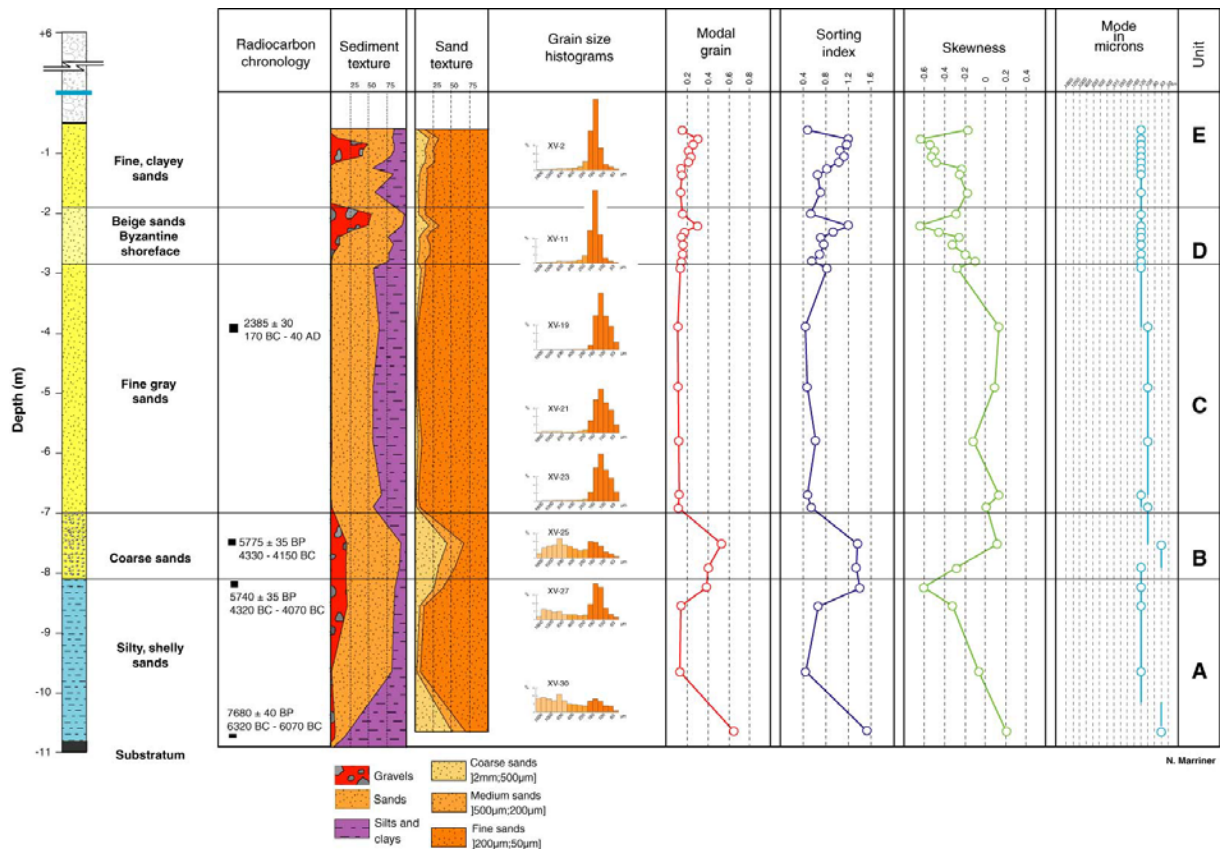 Radiocarbon
chronology
Sediment
texture
Sand
texture
Grain size
histograms
Modal
grain
Sorting
index
Skewness
Mode
in
microns
Unit
25 50 75
25 50 75
0.2 0.4 0.6 0.8
0.4 0.8 1.2 1.6
-0.6 -0.2 0 0.2 0.4
Depth (m)
+6
-1
-2
-3
-4
-5
-6
-7
-8
-9
-10
-11
Fine, clayey
sands
Beige sands
Byzantine
shoreface
Fine gray
sands
Coarse sands
Silty, shelly
sands
Substratum
2385 ± 30
170 BC - 40 AD
5775 ± 35 BP
4330 - 4150 BC
5740 ± 35 BP
4320 BC - 4070 BC
7680 ± 40 BP
6320 BC - 6070 BC
XV-2
XV-11
XV-19
XV-21
XV-23
XV-25
XV-27
XV-30
E
D
C
B
A
N. Marriner
Gravels
Sands
Silts and
clays
Coarse sands
]2mm;500µm]
Medium sands
]500µm;200µm]
Fine sands
]200µm;50µm]